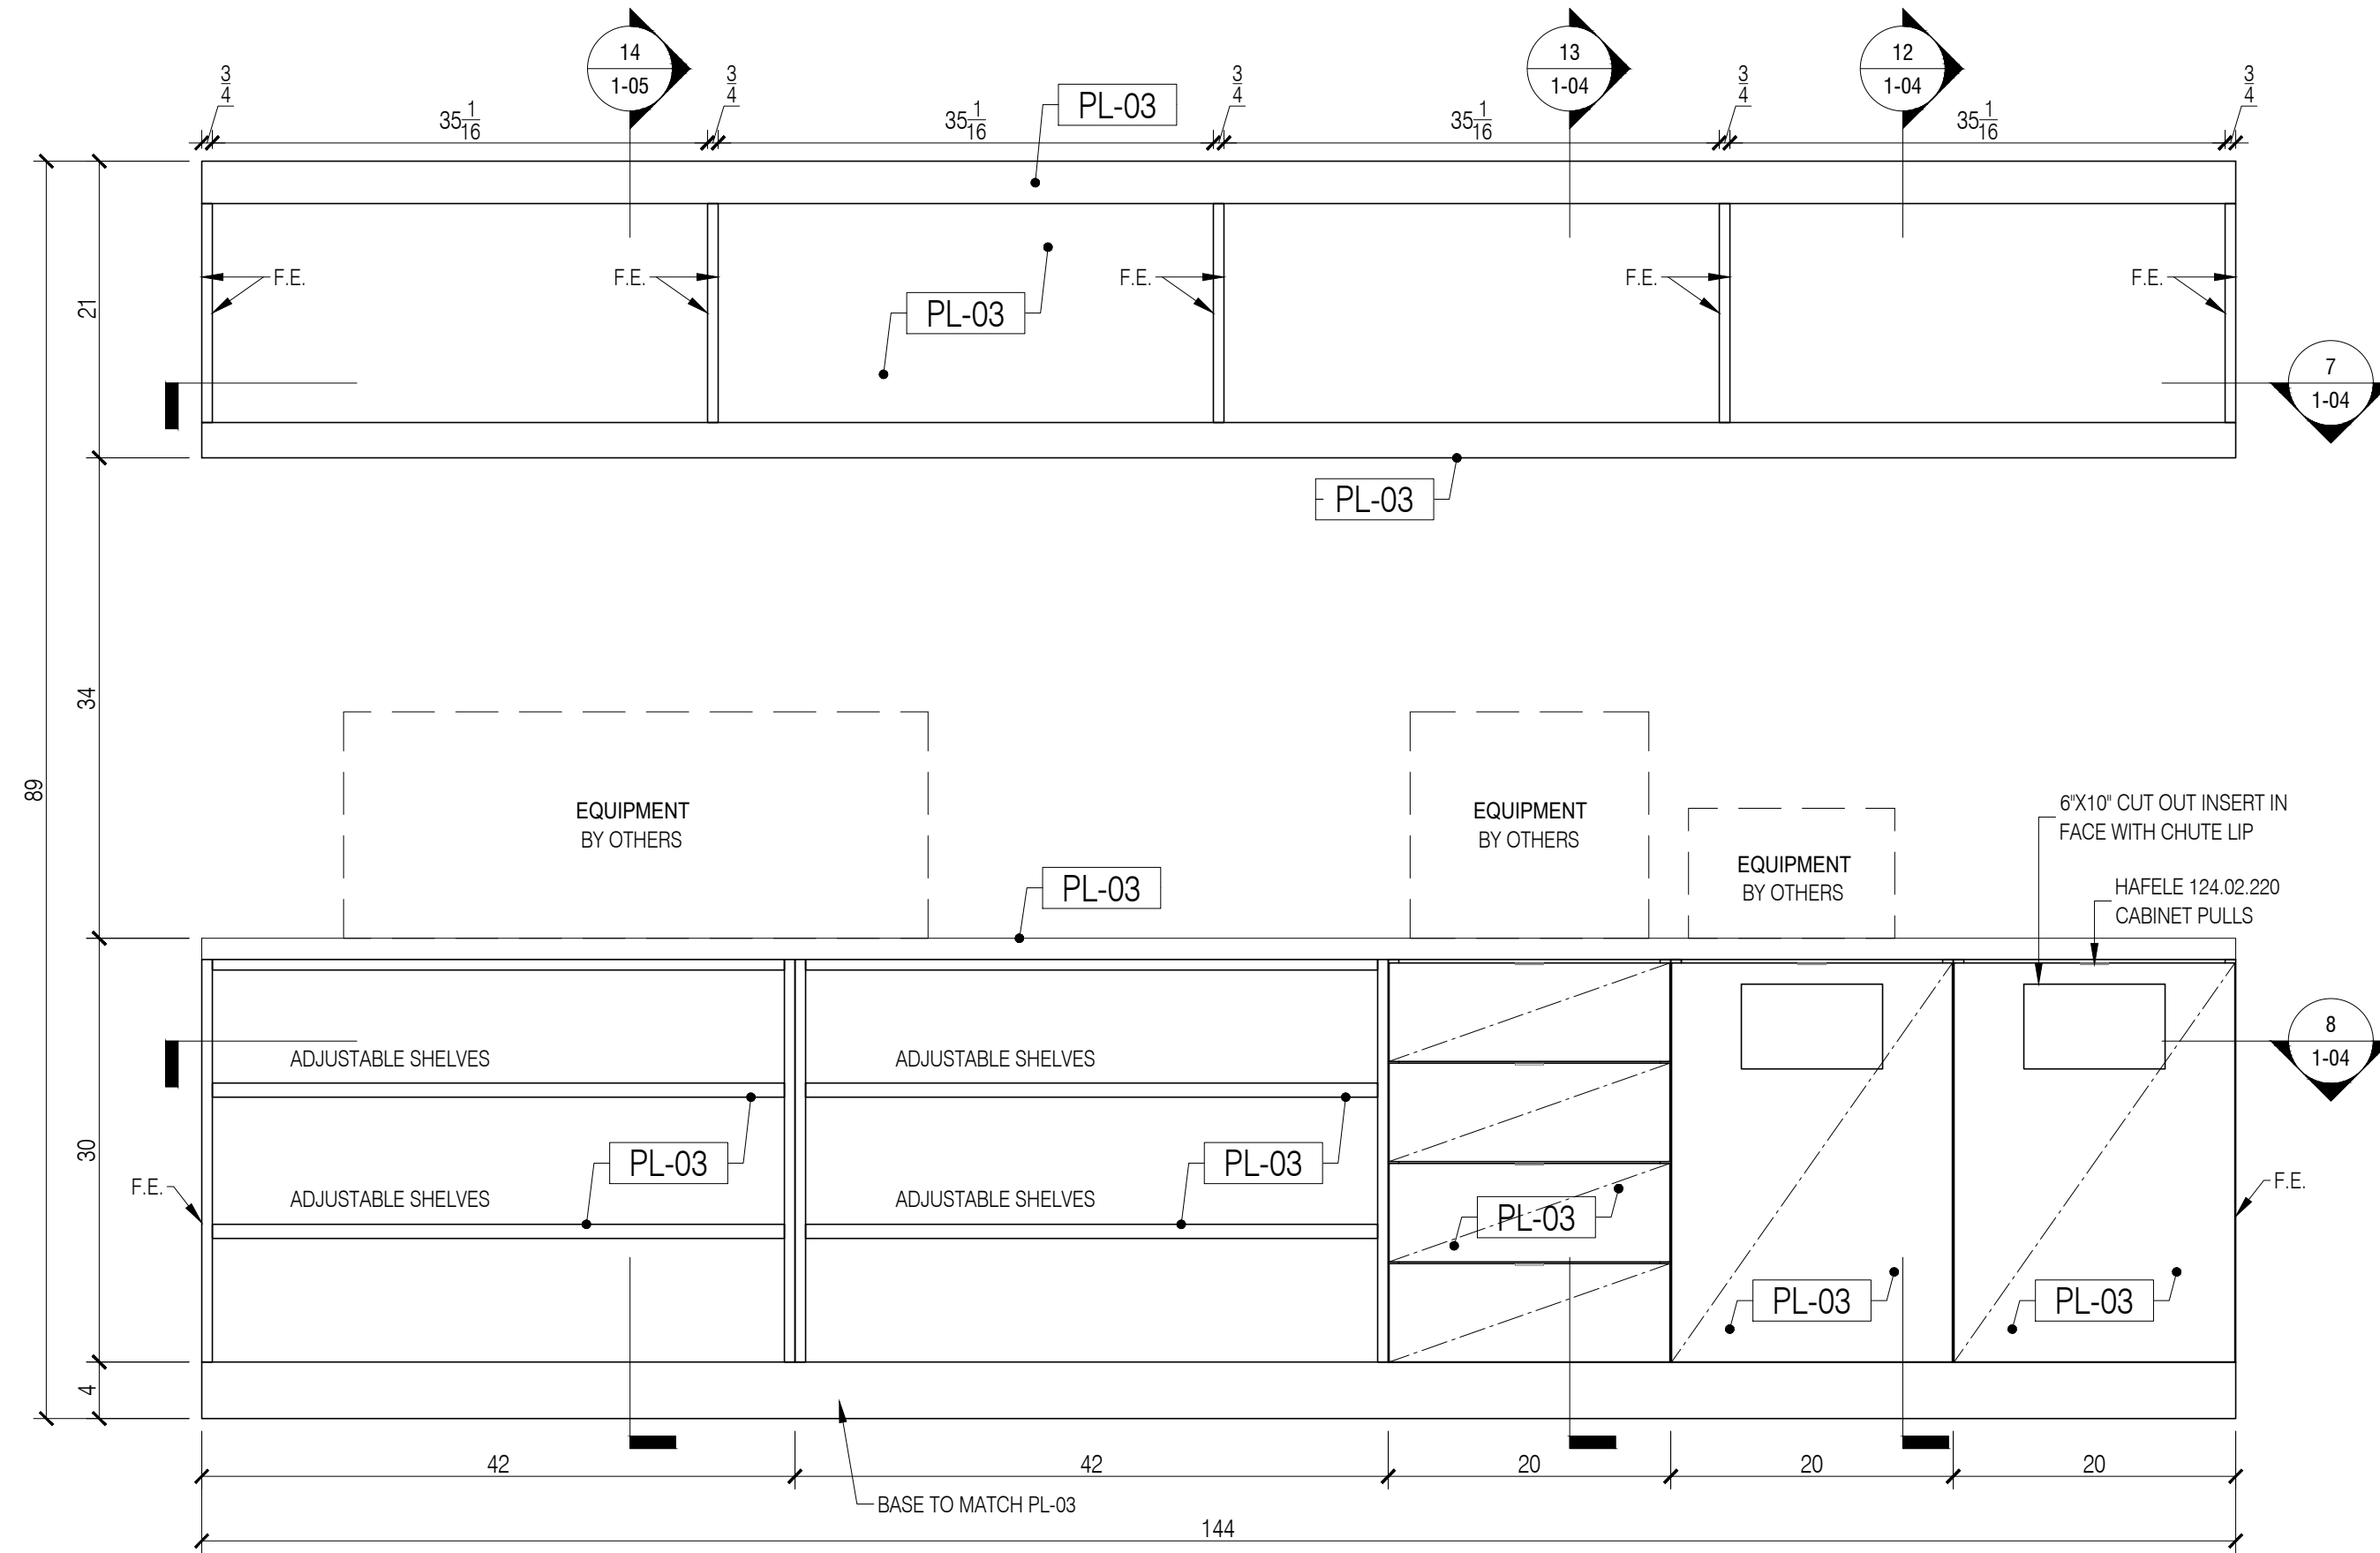 14
1-05
13
1-04
12
1-04
3/4
35 1/16
3/4
35 1/16
3/4
35 1/16
3/4
35 1/16
3/4
PL-03
F.E.
F.E.
F.E.
F.E.
F.E.
PL-03
21
7
1-04
PL-03
34
89
EQUIPMENT
BY OTHERS
EQUIPMENT
BY OTHERS
EQUIPMENT
BY OTHERS
6"X10" CUT OUT INSERT IN
FACE WITH CHUTE LIP
HAFELE 124.02.220
CABINET PULLS
PL-03
8
1-04
ADJUSTABLE SHELVES
ADJUSTABLE SHELVES
30
PL-03
PL-03
F.E.
ADJUSTABLE SHELVES
ADJUSTABLE SHELVES
PL-03
F.E.
PL-03
PL-03
4
42
42
20
20
20
BASE TO MATCH PL-03
144